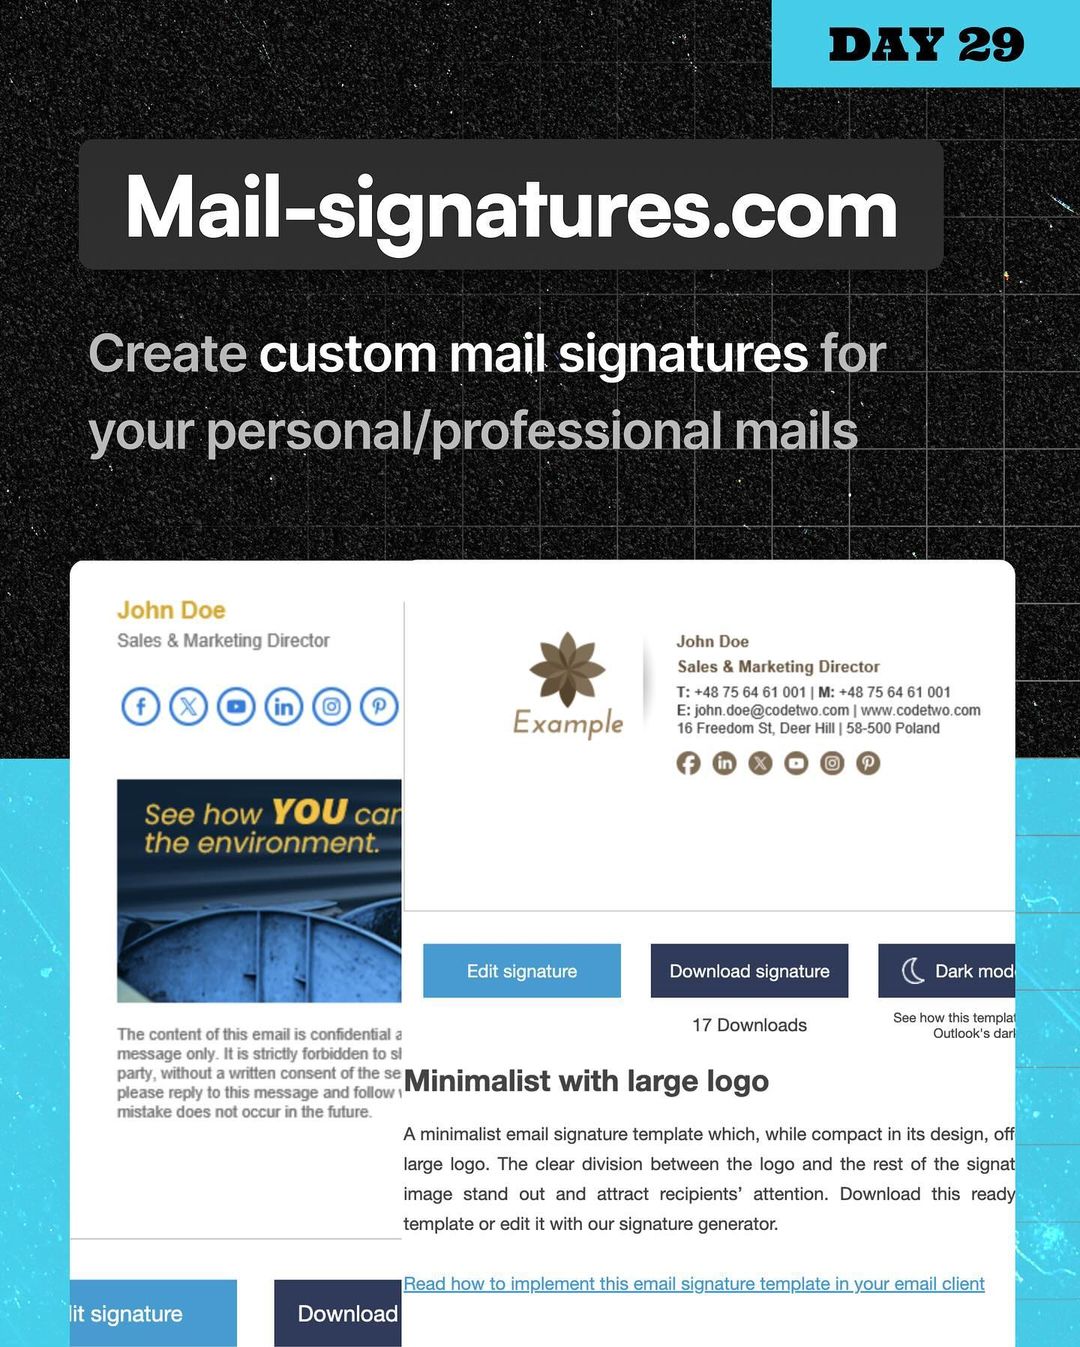 DAY 29
Mail-signatures.com
Create custom mail signatures for
your personal/professional mails
John Doe
Sales & Marketing Director
See how YOU can
the environment.
The content of this email is confidential a
message only. It is strictly forbidden to sh
party, without a written consent of the se
please reply to this message and follow
mistake does not occur in the future.
lit signature
Download
Example
John Doe
Sales & Marketing Director
T: +48 75 64 61 001 | M: +48 75 64 61 001
E: john.doe@codetwo.com | www.codetwo.com
16 Freedom St, Deer Hill | 58-500 Poland
Edit signature
Download signature
Dark mod
17 Downloads
See how this templat
Outlook's dark
Minimalist with large logo
A minimalist email signature template which, while compact in its design, off
large logo. The clear division between the logo and the rest of the signat
image stand out and attract recipients’ attention. Download this ready
template or edit it with our signature generator.
Read how to implement this email signature template in your email client